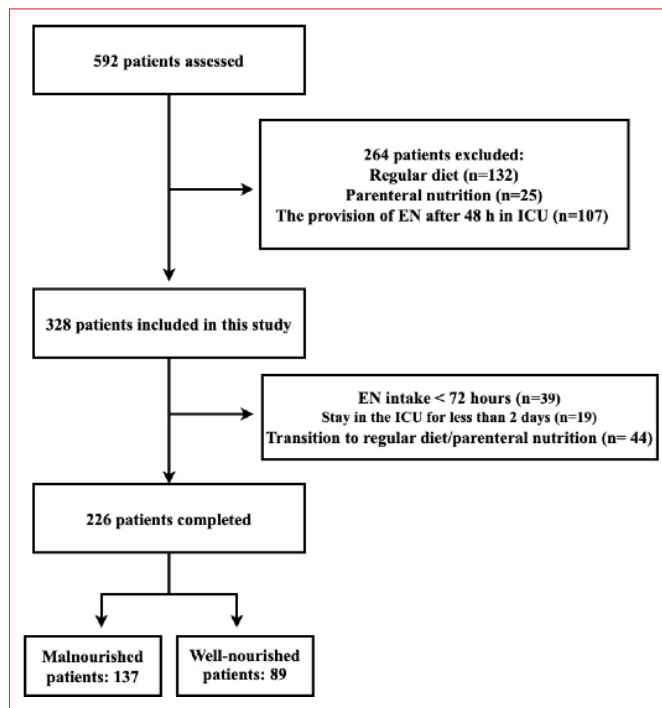 592 patients assessed
264 patients excluded:
Regular diet (n=132)
Parenteral nutrition (n=25)
The provision of EN after 48 h in ICU (n=107)
328 patients included in this study
EN intake < 72 hours (n=39)
Stay in the ICU for less than 2 days (n=19)
Transition to regular diet/parenteral nutrition (n= 44)
226 patients completed
Malnourished
patients: 137
Well-nourished
patients: 89